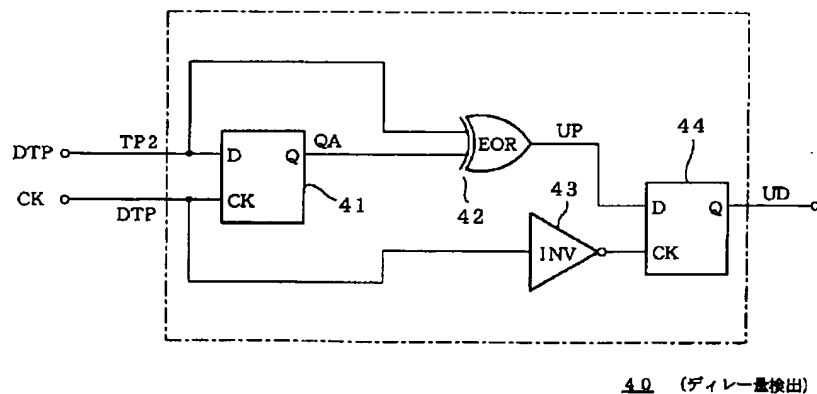 DTP
TP2
D
Q
QA
CK
DTP
CK
41
EOR
42
UP
43
INV
44
D
Q
CK
UD
40 (ディレー量検出)